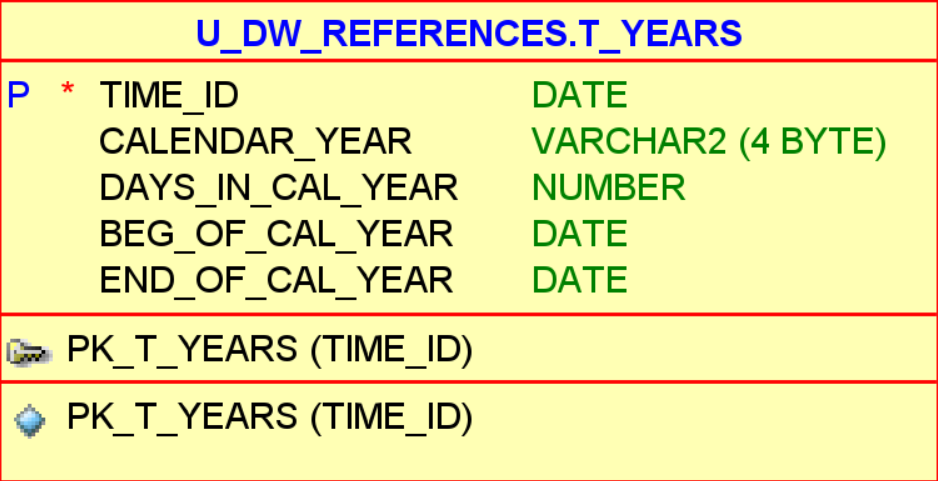 U_DW_REFERENCES.T_YEARS
P * TIME_ID DATE
CALENDAR_YEAR VARCHAR2 (4 BYTE)
DAYS_IN_CAL_YEAR NUMBER
BEG_OF_CAL_YEAR DATE
END_OF_CAL_YEAR DATE
PK_T_YEARS (TIME_ID)
PK_T_YEARS (TIME_ID)